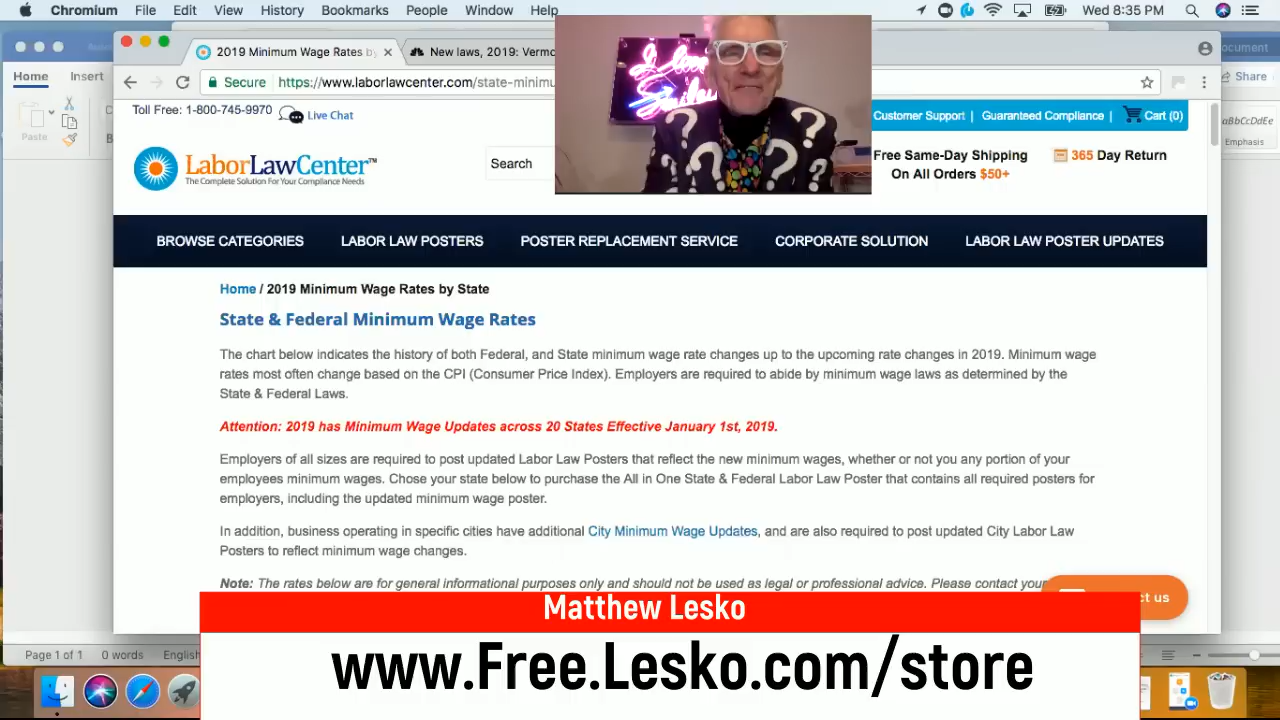 Chromium File Edit View History Bookmarks People Window Help Wed 8:35 PM
2019 Minimum Wage Rates by
New laws, 2019: Vermo
ocument
Home Insert
Share
Secure https://www.laborlawcenter.com/state-minimu
Paste
AaBbCcDdEe
Emphasis
Toll Free: 1-800-745-9970 Live Chat
Customer Support | Guaranteed Compliance | Cart (0)
LaborLawCenter™
The Complete Solution For Your Compliance Needs
Search
Free Same-Day Shipping
On All Orders $50+
365 Day Return
BROWSE CATEGORIES LABOR LAW POSTERS POSTER REPLACEMENT SERVICE CORPORATE SOLUTION LABOR LAW POSTER UPDATES
Home / 2019 Minimum Wage Rates by State
State & Federal Minimum Wage Rates
The chart below indicates the history of both Federal, and State minimum wage rate changes up to the upcoming rate changes in 2019. Minimum wage
rates most often change based on the CPI (Consumer Price Index). Employers are required to abide by minimum wage laws as determined by the
State & Federal Laws.
Attention: 2019 has Minimum Wage Updates across 20 States Effective January 1st, 2019.
Employers of all sizes are required to post updated Labor Law Posters that reflect the new minimum wages, whether or not you any portion of your
employees minimum wages. Chose your state below to purchase the All in One State & Federal Labor Law Poster that contains all required posters for
employers, including the updated minimum wage poster.
In addition, business operating in specific cities have additional City Minimum Wage Updates, and are also required to post updated City Labor Law
Posters to reflect minimum wage changes.
Note: The rates below are for general informational purposes only and should not be used as legal or professional advice. Please contact your
ct us
Matthew Lesko
www.Free.Lesko.com/store
Page 1 of 1 0 words English